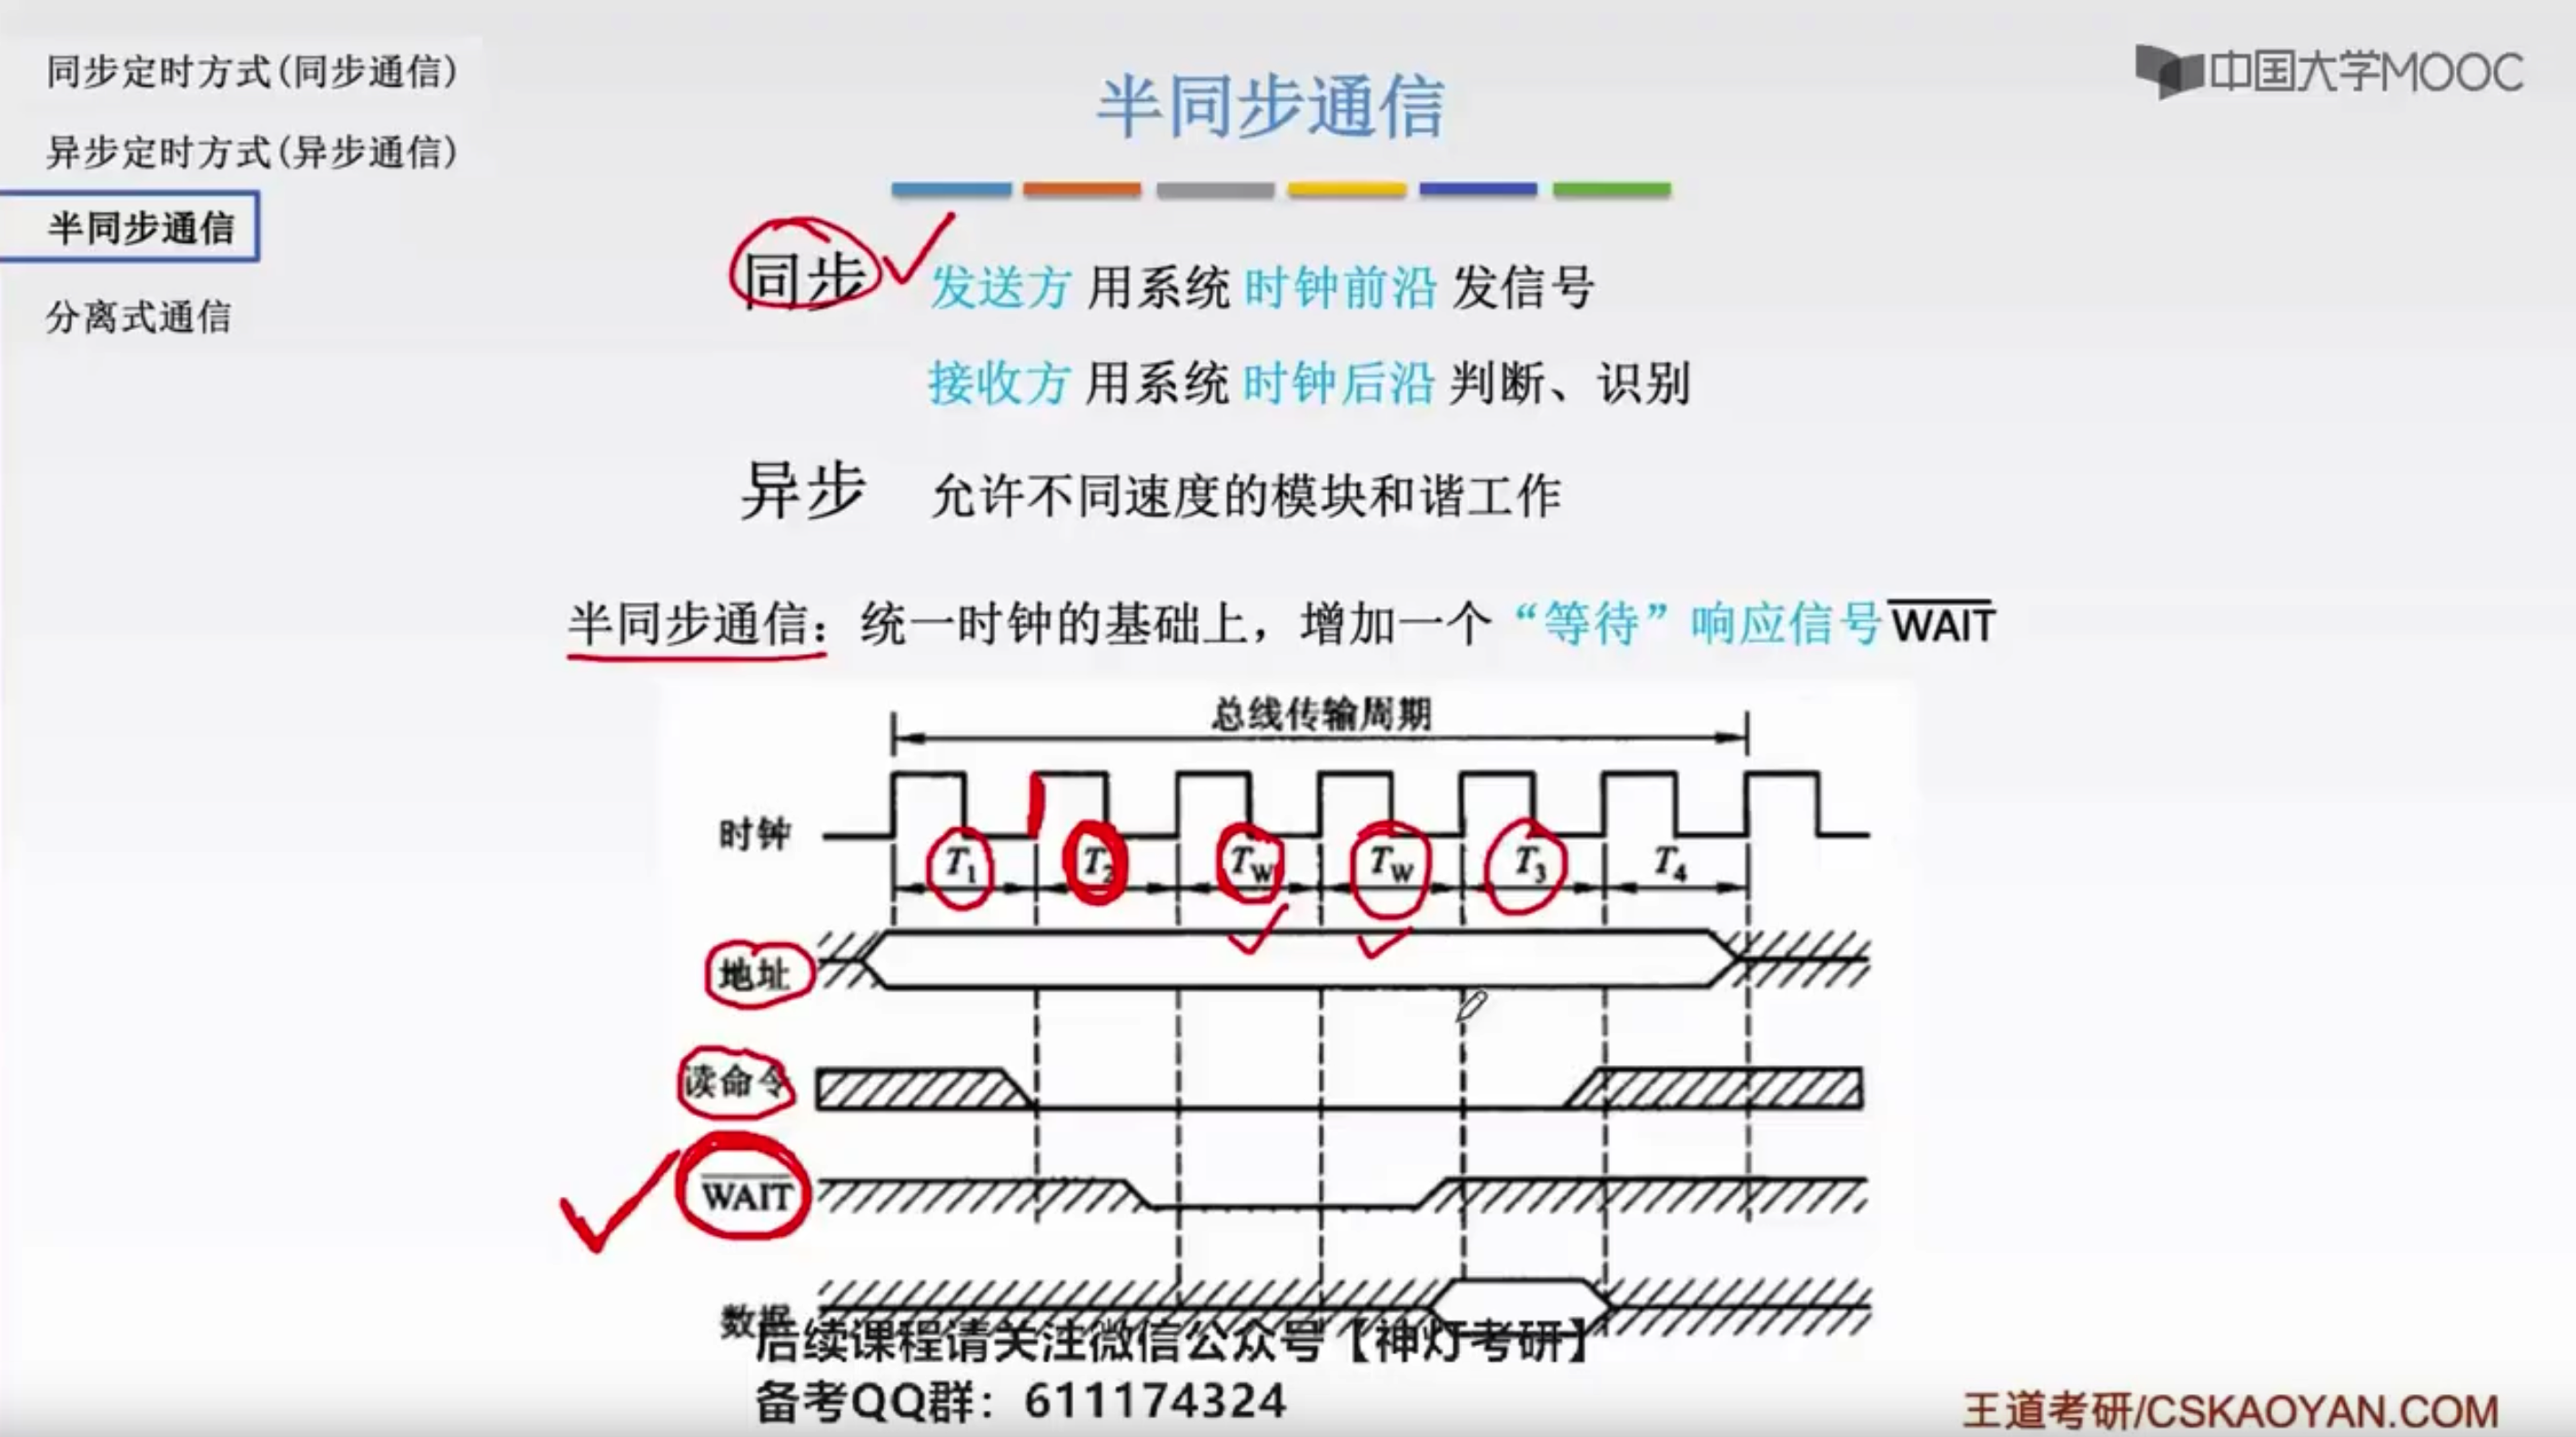 同步定时方式(同步通信)
异步定时方式(异步通信)
半同步通信
分离式通信
中国大学MOOC
半同步通信
同步 发送方 用系统 时钟前沿 发信号
接收方 用系统 时钟后沿 判断、识别
异步 允许不同速度的模块和谐工作
半同步通信：统一时钟的基础上，增加一个“等待”响应信号 WAIT
总线传输周期
时钟
T1 T2 TW TW T3 T4
地址
读命令
WAIT
数据
后续课程请关注微信公众号【神灯考研】
备考QQ群：611174324
王道考研/CSKAOYAN.COM